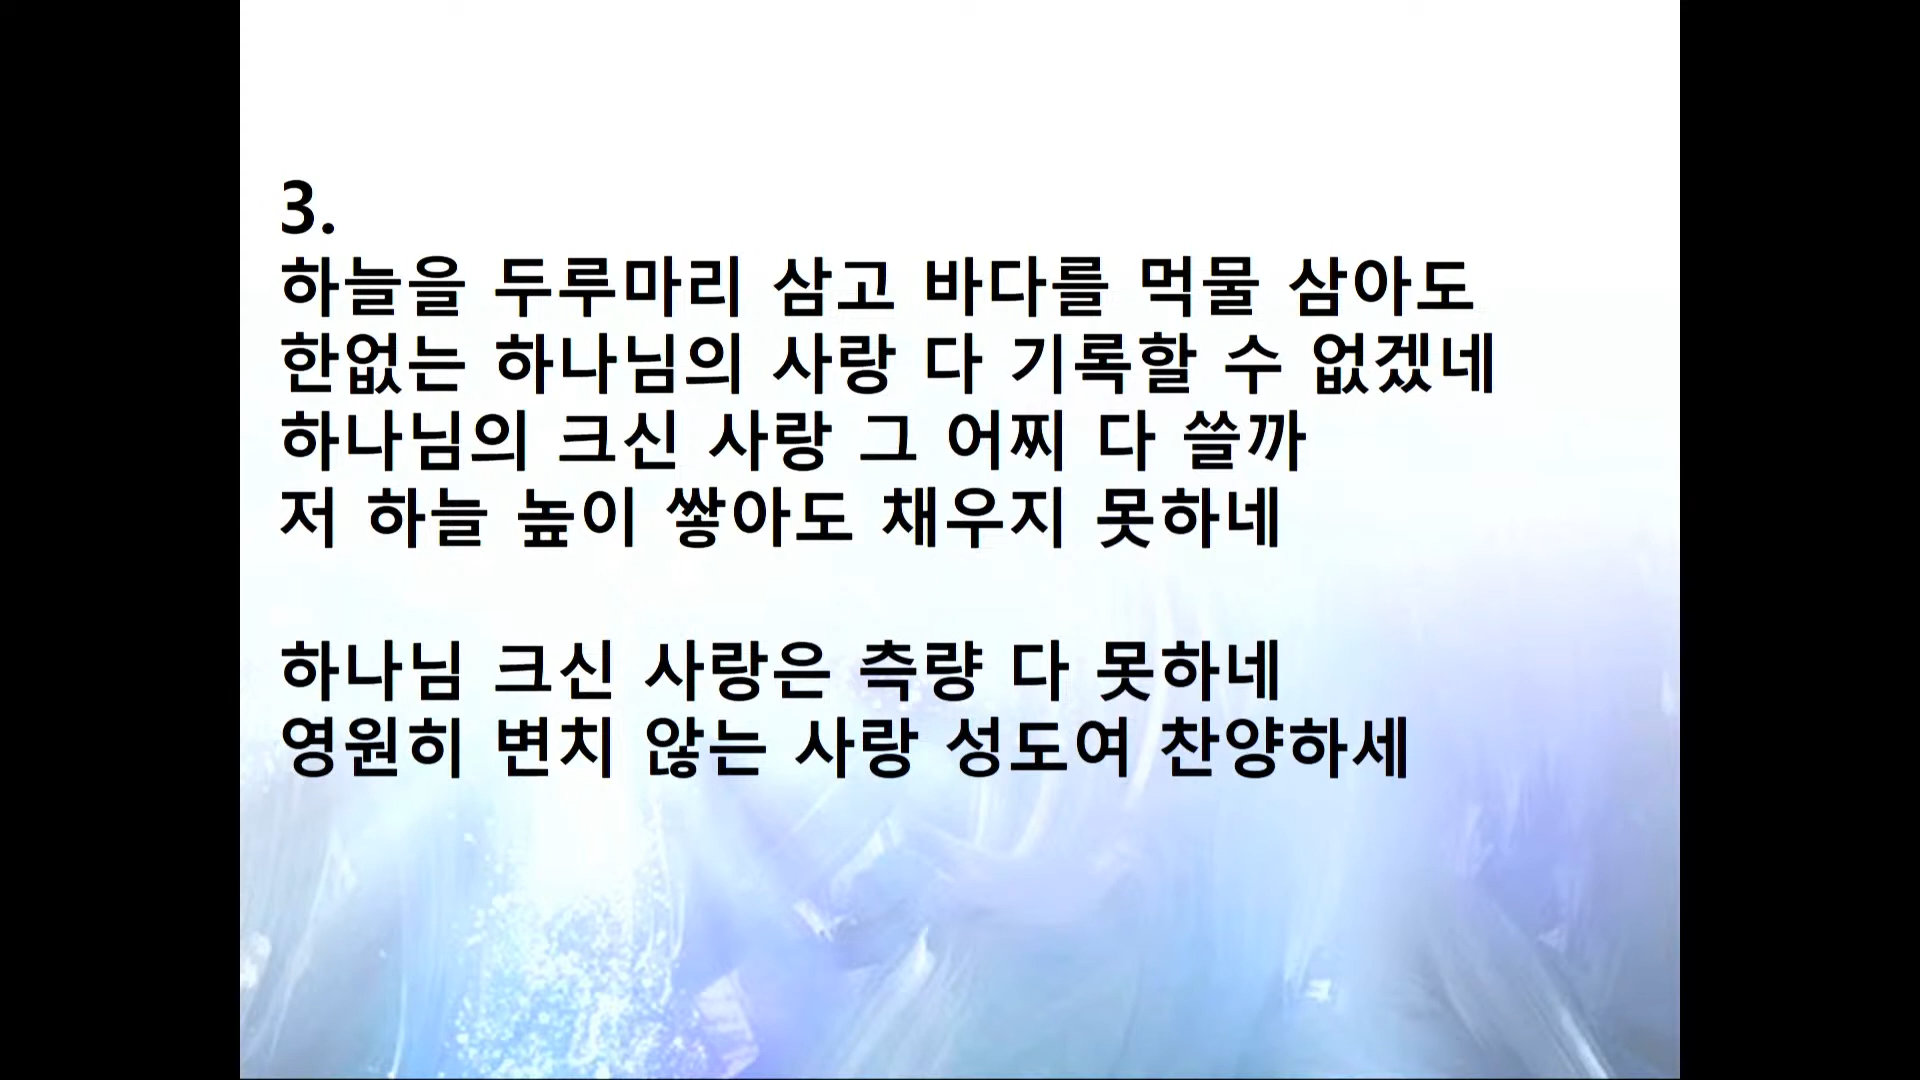 3.
하늘을 두루마리 삼고 바다를 먹물 삼아도
한없는 하나님의 사랑 다 기록할 수 없겠네
하나님의 크신 사랑 그 어찌 다 쓸까
저 하늘 높이 쌓아도 채우지 못하네
하나님 크신 사랑은 측량 다 못하네
영원히 변치 않는 사랑 성도여 찬양하세